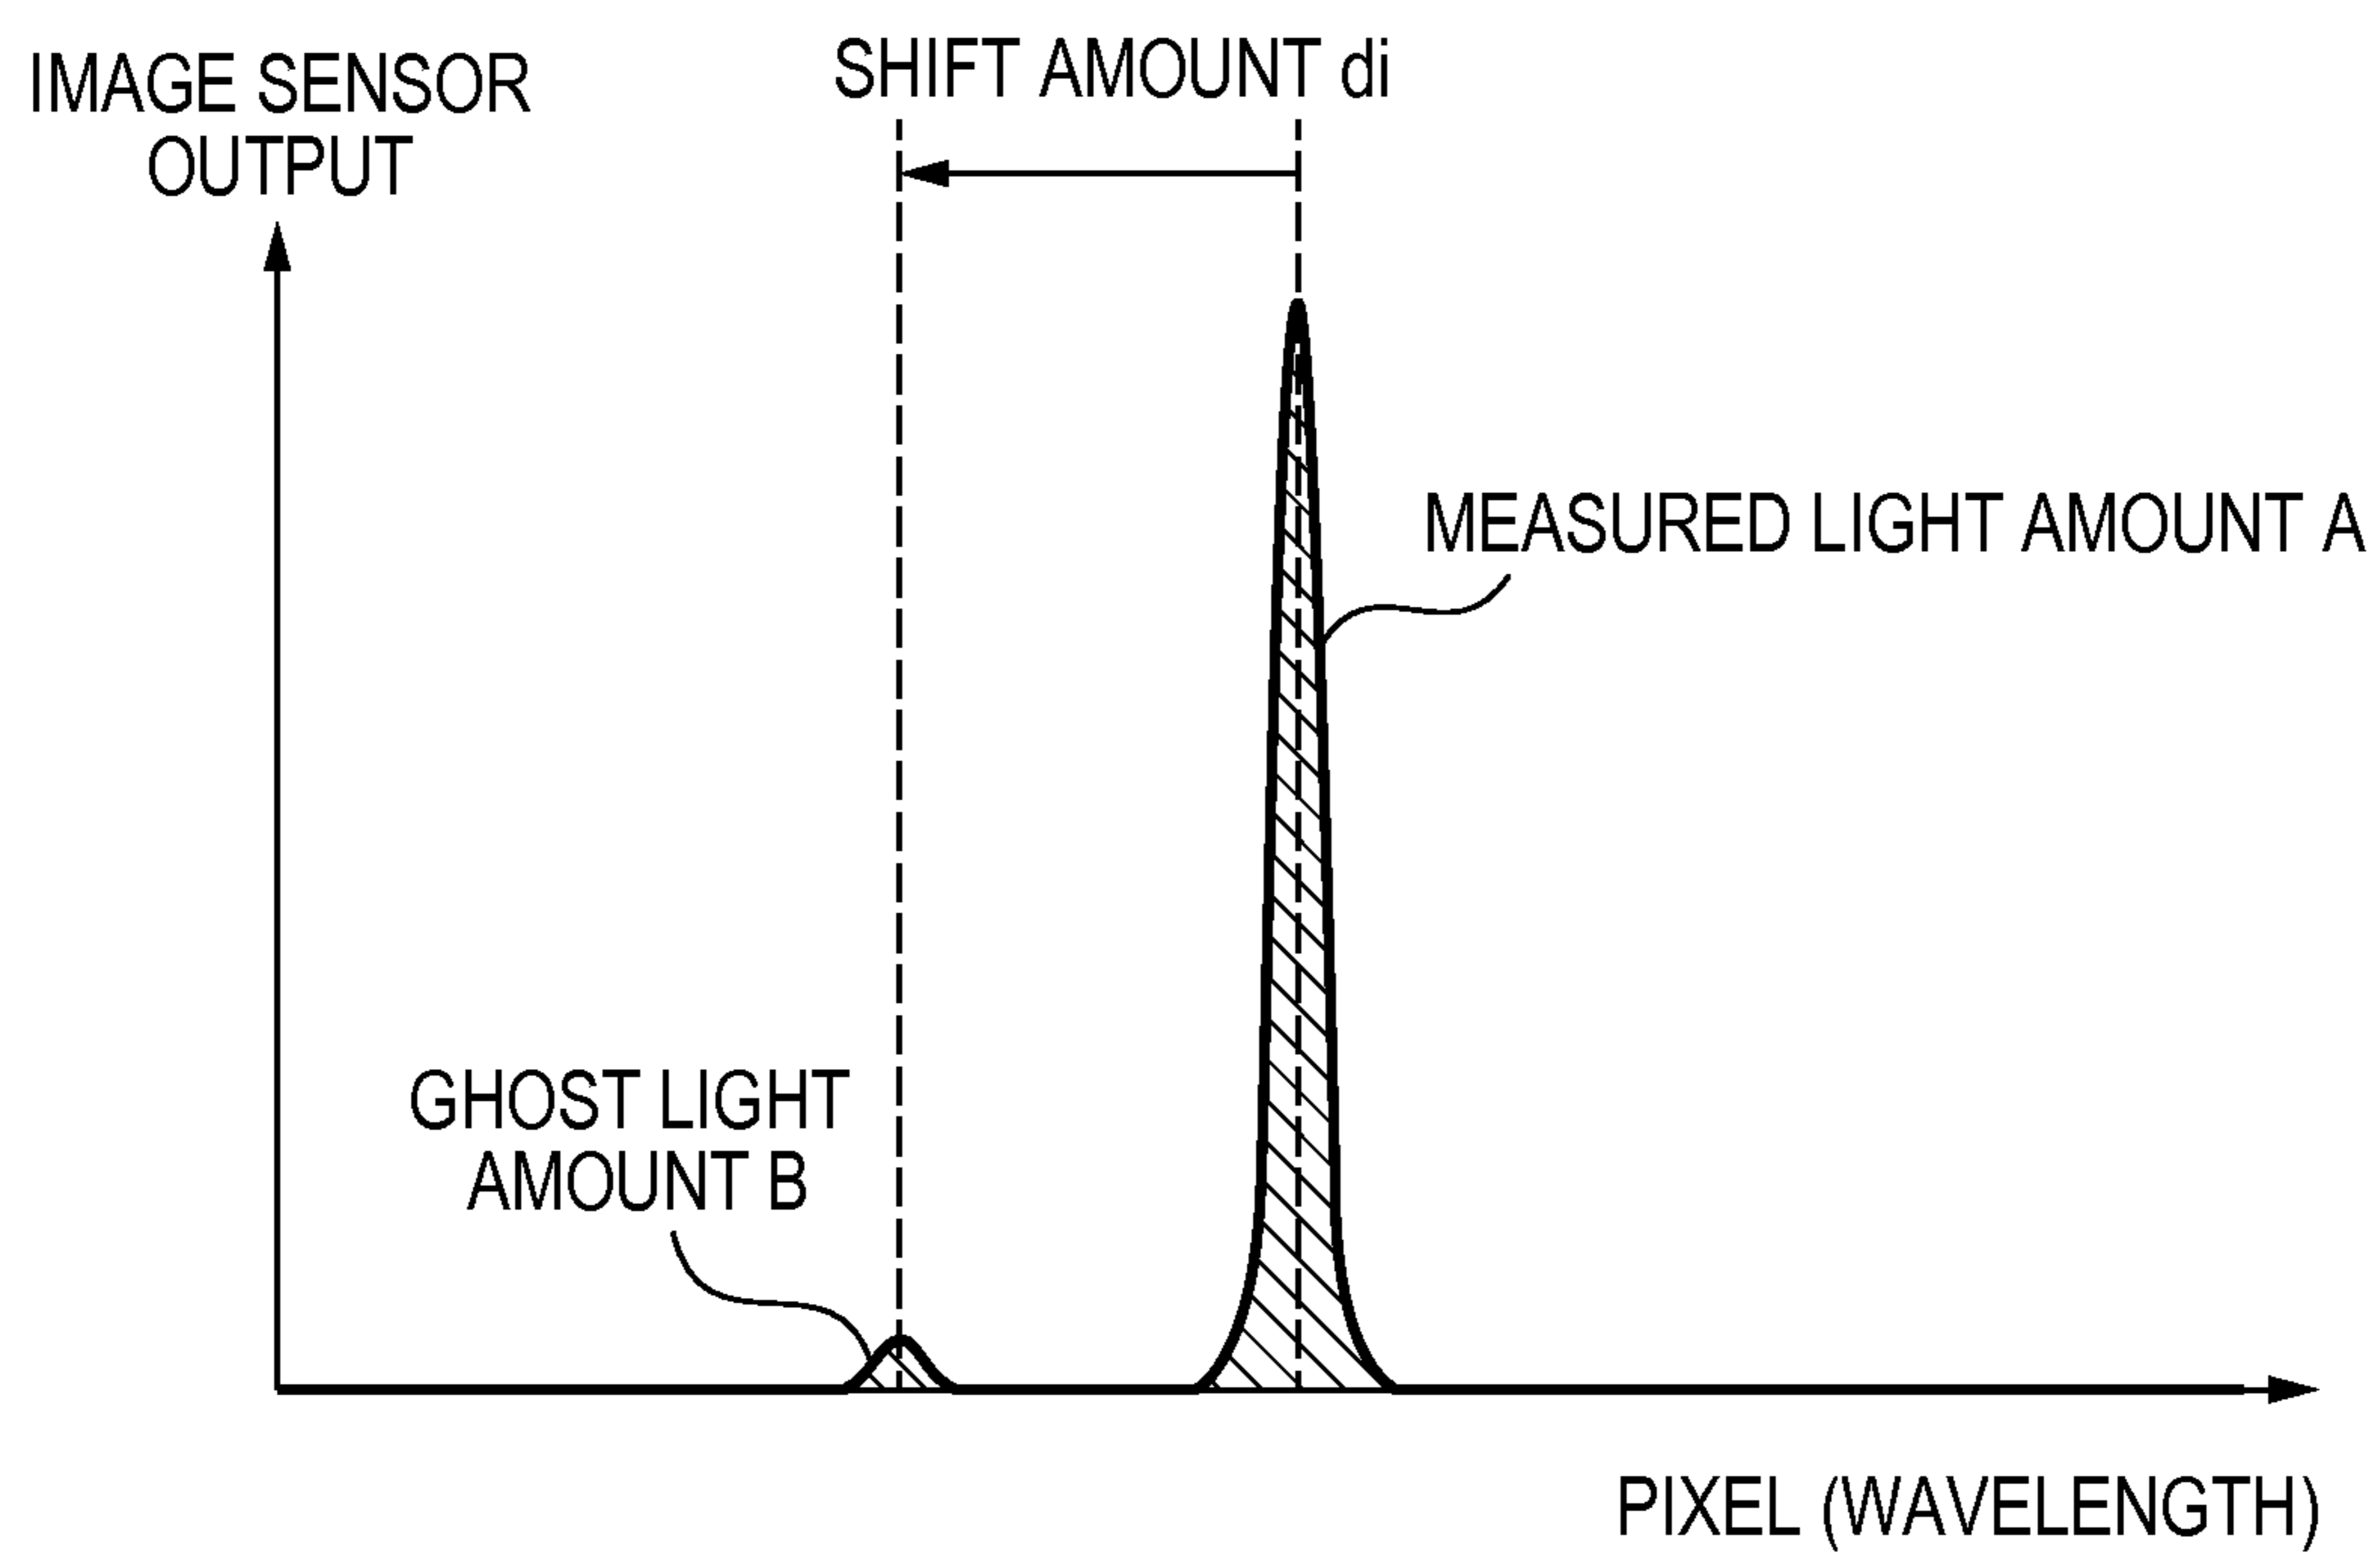 IMAGE SENSOR
OUTPUT
SHIFT AMOUNT di
MEASURED LIGHT AMOUNT A
GHOST LIGHT
AMOUNT B
PIXEL (WAVELENGTH)